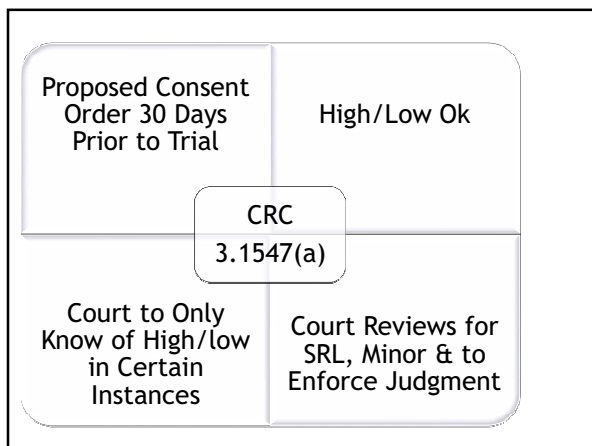 Proposed Consent
Order 30 Days
Prior to Trial
High/Low Ok
CRC
3.1547(a)
Court to Only
Know of High/low
in Certain
Instances
Court Reviews for
SRL, Minor & to
Enforce Judgment